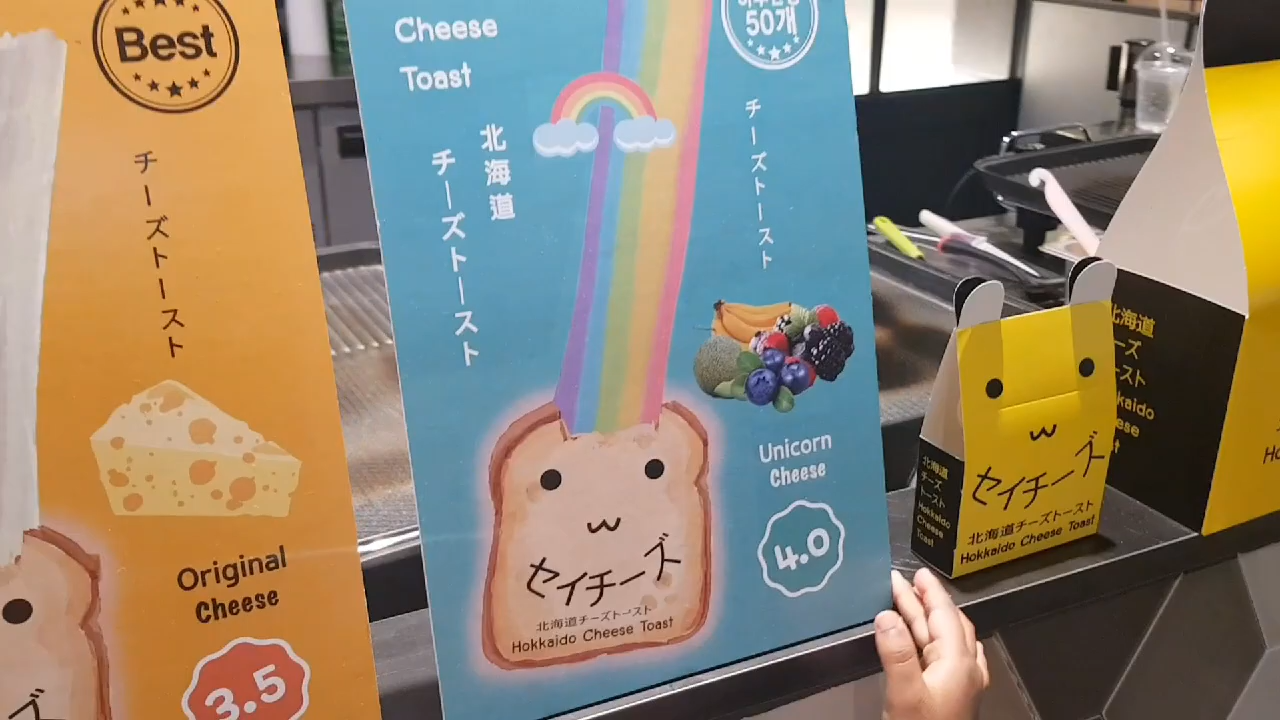 Best
チーズトースト
Original
Cheese
3.5
Cheese
Toast
北海道
チーズトースト
50개
チーズトースト
Unicorn
Cheese
4.0
セイチーズ
北海道チーズトースト
Hokkaido Cheese Toast
北海道
チーズ
トースト
Hokkaido
Cheese
Toast
セイチーズ
北海道チーズトースト
Hokkaido Cheese Toast
北海道